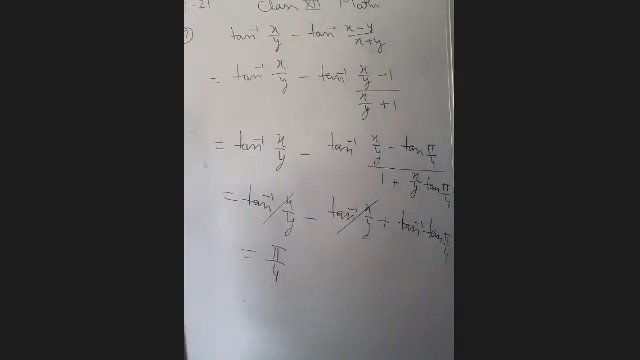 -21 Class XII Math
tan⁻¹ x/y - tan⁻¹ (x-y)/(x+y)
= tan⁻¹ x/y - tan⁻¹ (x/y - 1)/(x/y + 1)
= tan⁻¹ x/y - tan⁻¹ (x/y - tan π/4)/(1 + x/y tan π/4)
= tan⁻¹ x/y - tan⁻¹ x/y + tan⁻¹ tan π/4
= π/4